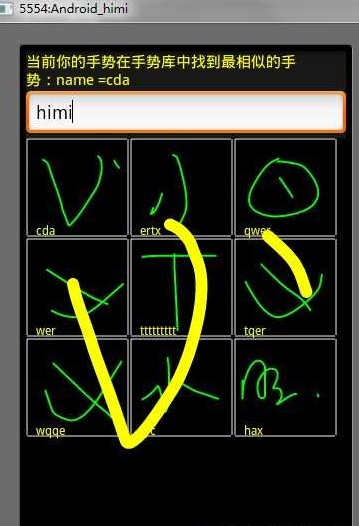 5554:Android_himi
当前你的手势在手势库中找到最相似的手
势：name =cda
himi
cda ertx qwer
wer ttttttttt tqer
wqqe hax